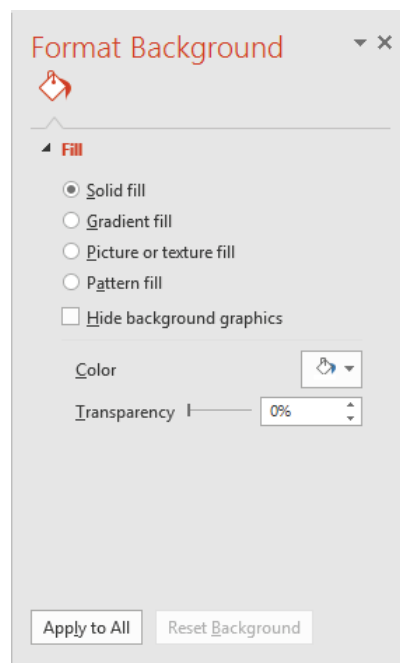 Format Background
Fill
Solid fill
Gradient fill
Picture or texture fill
Pattern fill
Hide background graphics
Color
Transparency 0%
Apply to All Reset Background